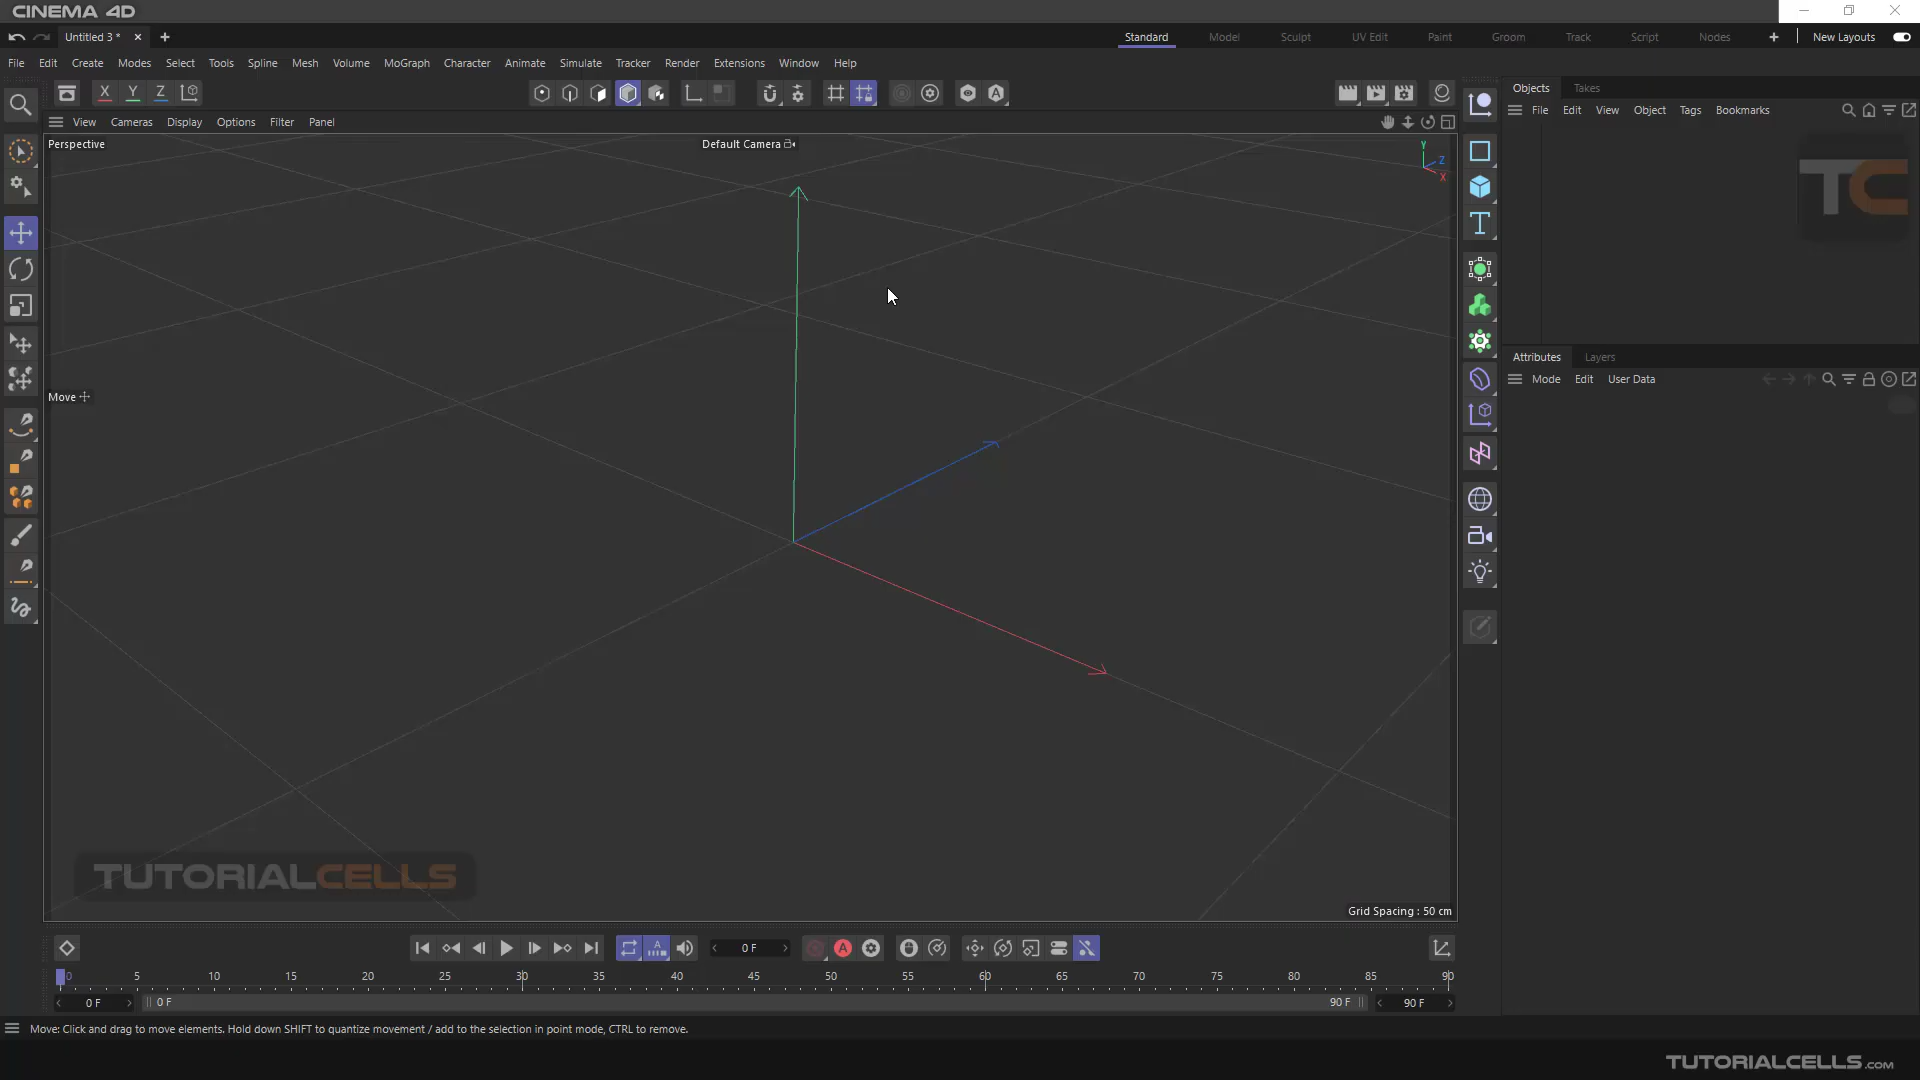 CINEMA 4D
Untitled 3 *
Standard Model Sculpt UV Edit Paint Groom Track Script Nodes New Layouts
File Edit Create Modes Select Tools Spline Mesh Volume MoGraph Character Animate Simulate Tracker Render Extensions Window Help
X Y Z
Objects Takes
File Edit View Object Tags Bookmarks
View Cameras Display Options Filter Panel
Perspective
Default Camera
Y
Z
X
TC
Attributes Layers
Mode Edit User Data
Move
TUTORIALCELLS
Grid Spacing : 50 cm
0 F
A
0 5 10 15 20 25 30 35 40 45 50 55 60 65 70 75 80 85 90
0 F 0 F 90 F 90 F
Move: Click and drag to move elements. Hold down SHIFT to quantize movement / add to the selection in point mode, CTRL to remove.
TUTORIALCELLS.COM